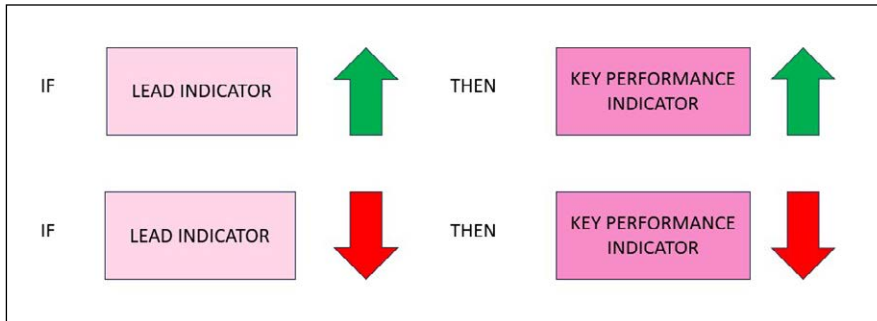 IF LEAD INDICATOR THEN KEY PERFORMANCE
INDICATOR
IF LEAD INDICATOR THEN KEY PERFORMANCE
INDICATOR